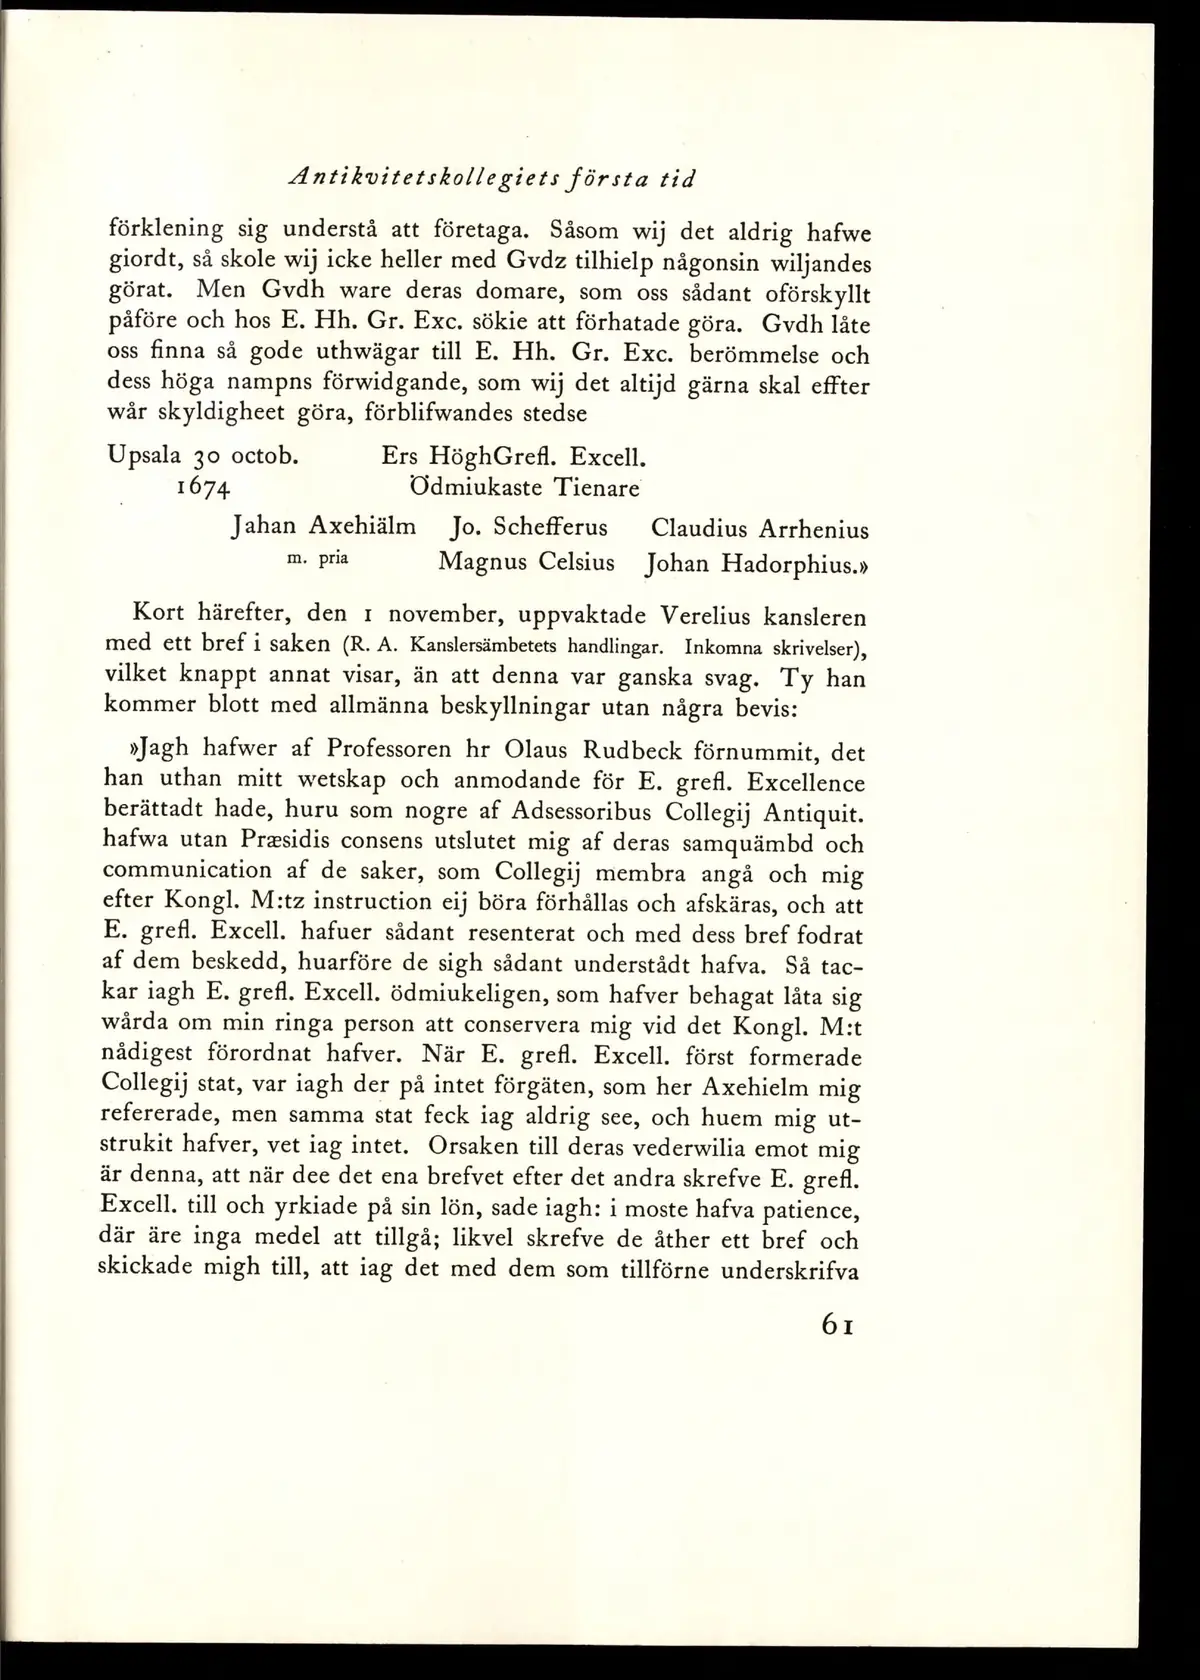 Antikvitetskollegiets första tid
förklening sig understå att företaga. Såsom wij det aldrig hafwe
giordt, så skole wij icke heller med Gvdz tilhielp någonsin wiljandes
görat. Men Gvdh ware deras domare, som oss sådant oförskyllt
påföre och hos E. Hh. Gr. Exc. sökie att förhatade göra. Gvdh låte
oss finna så gode uthwägar till E. Hh. Gr. Exc. berömmelse och
dess höga nampns förwidgande, som wij det altijd gärna skal effter
wår skyldigheet göra, förblifwandes stedse
Upsala 30 octob. Ers HöghGrefl. Excell.
1674 Ödmiukaste Tienare
Jahan Axehiälm Jo. Schefferus Claudius Arrhenius
m. pria Magnus Celsius Johan Hadorphius.»
Kort härefter, den 1 november, uppvaktade Verelius kansleren
med ett bref i saken (R. A. Kanslersämbetets handlingar. Inkomna skrivelser),
vilket knappt annat visar, än att denna var ganska svag. Ty han
kommer blott med allmänna beskyllningar utan några bevis:
»Jagh hafwer af Professoren hr Olaus Rudbeck förnummit, det
han uthan mitt wetskap och anmodande för E. grefl. Excellence
berättadt hade, huru som nogre af Adsessoribus Collegij Antiquit.
hafwa utan Præsidis consens utslutet mig af deras samquämbd och
communication af de saker, som Collegij membra angå och mig
efter Kongl. M:tz instruction eij böra förhållas och afskäras, och att
E. grefl. Excell. hafuer sådant resenterat och med dess bref fodrat
af dem beskedd, huarföre de sigh sådant understådt hafva. Så tac-
kar iagh E. grefl. Excell. ödmiukeligen, som hafver behagat låta sig
wårda om min ringa person att conservera mig vid det Kongl. M:t
nådigest förordnat hafver. När E. grefl. Excell. först formerade
Collegij stat, var iagh der på intet förgäten, som her Axehielm mig
refererade, men samma stat feck iag aldrig see, och huem mig ut-
strukit hafver, vet iag intet. Orsaken till deras vederwilia emot mig
är denna, att när dee det ena brefvet efter det andra skrefve E. grefl.
Excell. till och yrkiade på sin lön, sade iagh: i moste hafva patience,
där äre inga medel att tillgå; likvel skrefve de åther ett bref och
skickade migh till, att iag det med dem som tillförne underskrifva
61